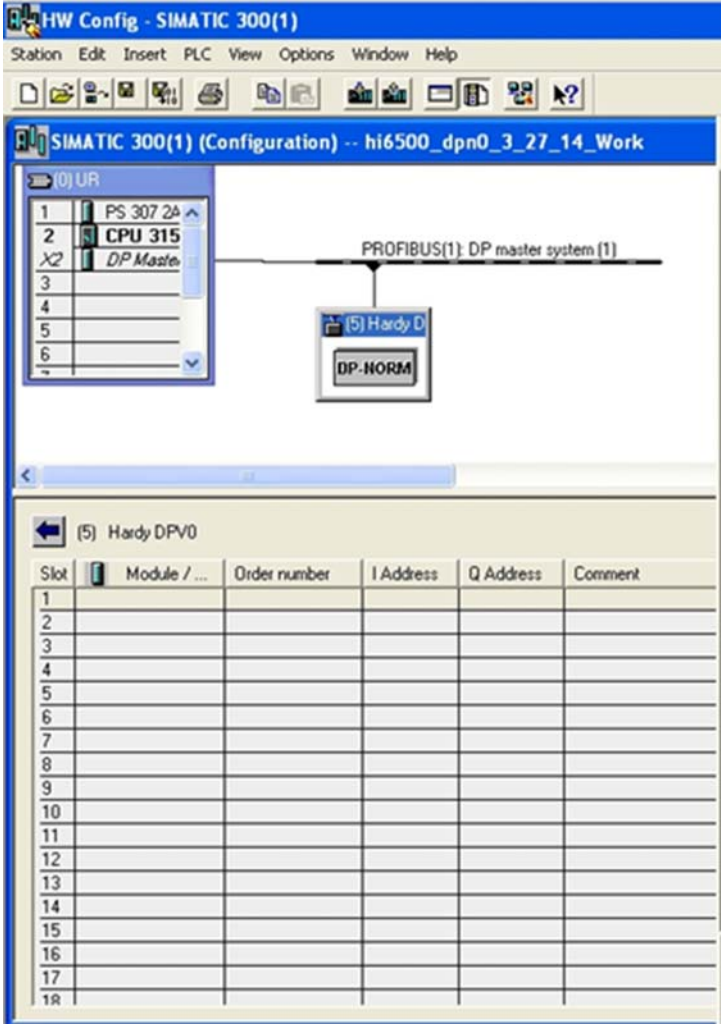 HW Config - SIMATIC 300(1)
Station Edit Insert PLC View Options Window Help
SIMATIC 300(1) (Configuration) -- hi6500_dpn0_3_27_14_Work
(0) UR
1 PS 307 2A
2 CPU 315
X2 DP Maste
3
4
5
6
PROFIBUS(1): DP master system (1)
(5) Hardy D
DP-NORM
(5) Hardy DPV0
Slot Module / ... Order number I Address Q Address Comment
1
2
3
4
5
6
7
8
9
10
11
12
13
14
15
16
17
18